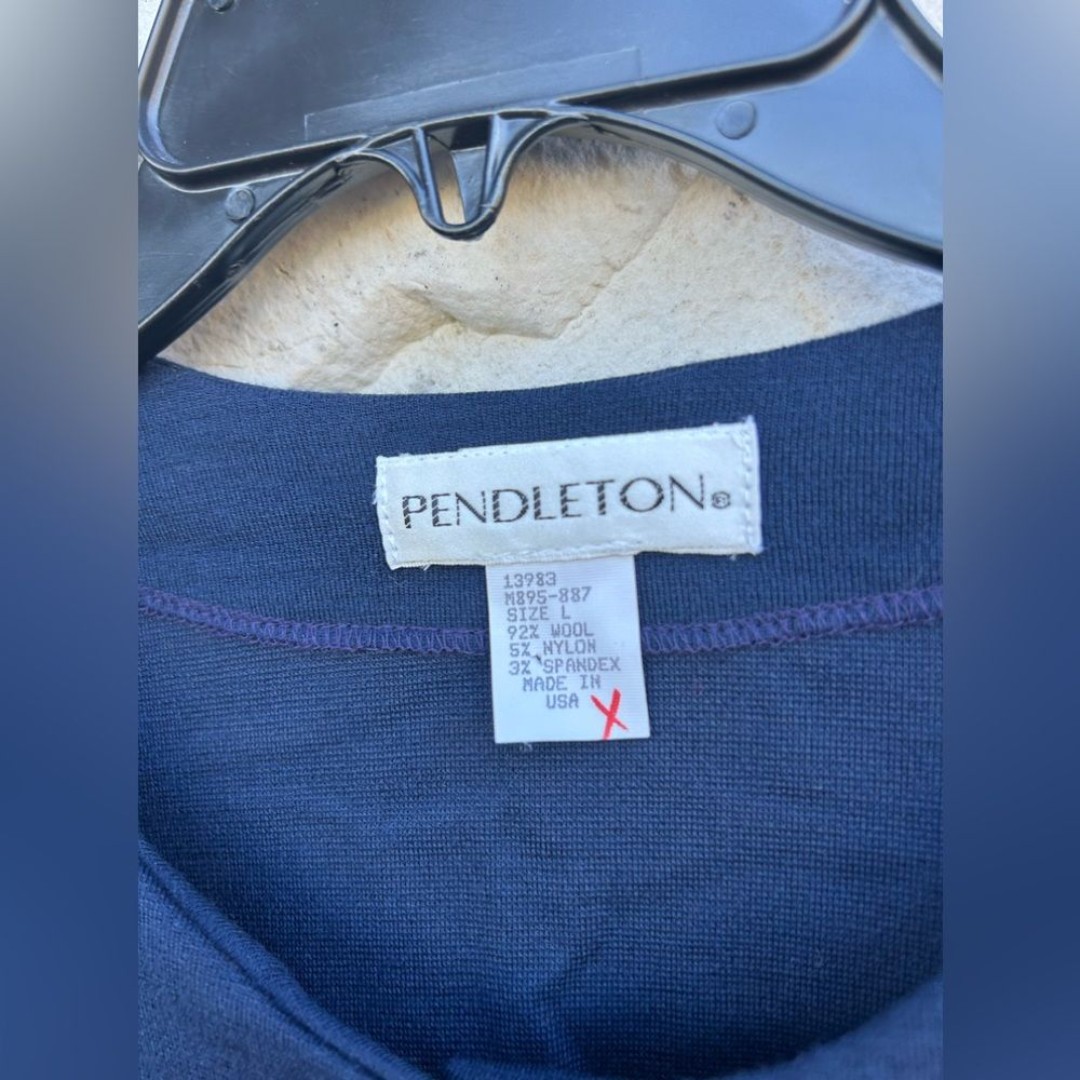 PENDLETON®
13983
M895-887
SIZE L
92% WOOL
5% NYLON
3% SPANDEX
MADE IN
USA X